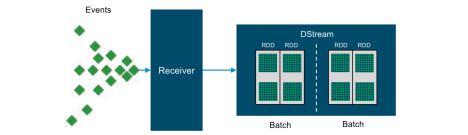 Events
Receiver
DStream
RDD RDD RDD RDD
Batch Batch